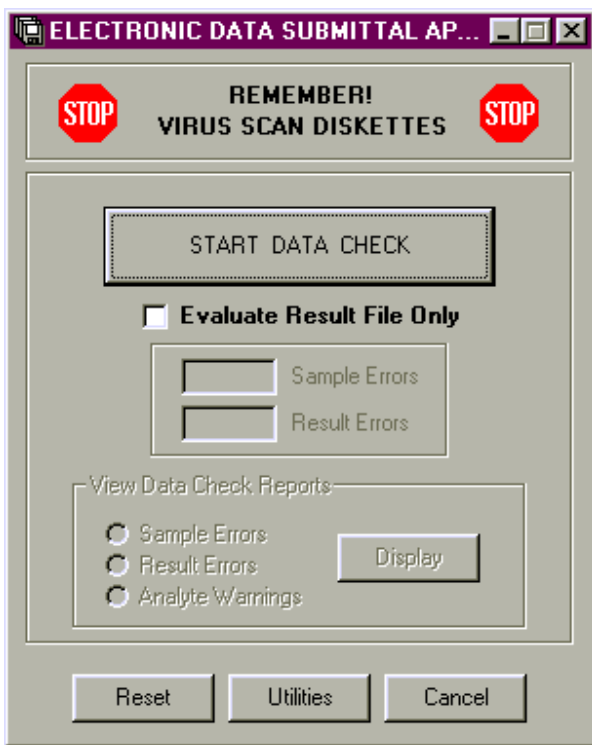 ELECTRONIC DATA SUBMITTAL AP...
STOP
REMEMBER!
VIRUS SCAN DISKETTES
STOP
START DATA CHECK
Evaluate Result File Only
Sample Errors
Result Errors
View Data Check Reports
Sample Errors
Result Errors
Analyte Warnings
Display
Reset
Utilities
Cancel